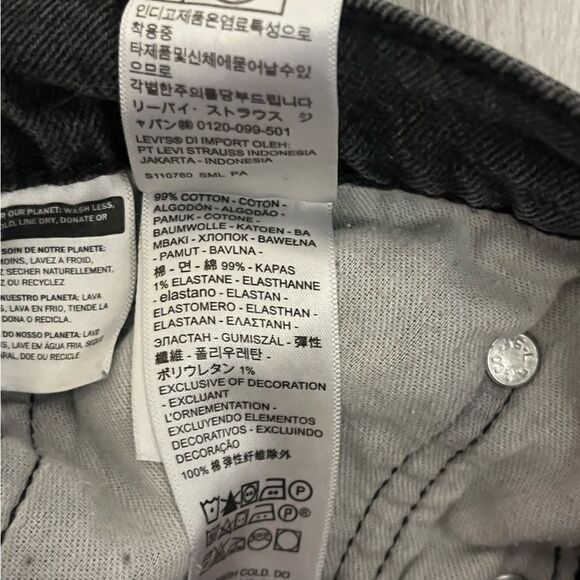 인디고제품은염료특성으로
착용중
타제품및신체에묻어날수있
으므로
각별한주의를당부드립니다
リーバイ・ストラウス ジ
ャパン㈱ 0120-099-501
LEVI'S® DI IMPORT OLEH:
PT LEVI STRAUSS INDONESIA
JAKARTA - INDONESIA
S110780 SML PA
99% COTTON - COTON -
ALGODÓN - ALGODÃO -
PAMUK - COTONE -
BAUMWOLLE - KATOEN - BA
MBAKI - ХЛОПОК - BAWEŁNA
- PAMUT - BAVLNA -
棉 - 면 - 綿 99% - KAPAS
1% ELASTANE - ELASTHANNE
- elastano - ELASTAN -
ELASTOMERO - ELASTHAN -
ELASTAAN - ΕΛΑΣΤΑΝΗ -
ЭЛАСТАН - GUMISZÁL - 彈性
纖維 - 폴리우레탄 -
ポリウレタン 1%
EXCLUSIVE OF DECORATION
- EXCLUANT
L'ORNEMENTATION -
EXCLUYENDO ELEMENTOS
DECORATIVOS - EXCLUINDO
DECORAÇÃO
100% 棉 弹性纤维除外
OUR PLANET: WASH LESS,
OLD, LINE DRY, DONATE OR
SOIN DE NOTRE PLANETE:
MOINS, LAVEZ A FROID,
Z SECHER NATURELLEMENT,
Z OU RECYCLEZ
NUESTRO PLANETA: LAVA
S, LAVA EN FRIO, TIENDE LA
DONA O RECICLA.
DO NOSSO PLANETA: LAVE
S, LAVE EM ÁGUA FRIA, SEQUE
ARAL, DOE OU RECICLE
COLD. DO